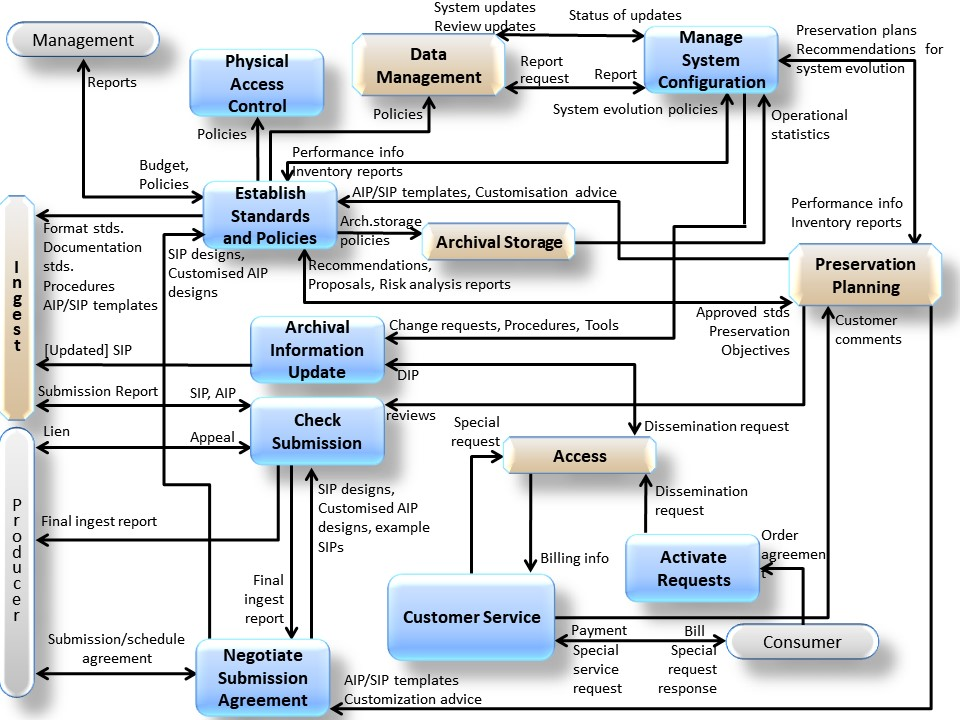 System updates
Review updates
Status of updates
Management
Physical
Access
Control
Data
Management
Manage
System
Configuration
Preservation plans
Recommendations for
system evolution
Reports
Report
request
Report
System evolution policies
Policies
Policies
Operational
statistics
Budget,
Policies
Performance info
Inventory reports
Establish
Standards
and Policies
AIP/SIP templates, Customisation advice
Arch.storage
policies
Archival Storage
Performance info
Inventory reports
Preservation
Planning
Ingest
Format stds.
Documentation
stds.
Procedures
AIP/SIP templates
SIP designs,
Customised AIP
designs
Recommendations,
Proposals, Risk analysis reports
Approved stds
Preservation
Objectives
Customer
comments
Archival
Information
Update
Change requests, Procedures, Tools
[Updated] SIP
DIP
Submission Report
SIP, AIP
Check
Submission
reviews
Special
request
Dissemination request
Lien
Appeal
Access
Producer
SIP designs,
Customised AIP
designs, example
SIPs
Dissemination
request
Final ingest report
Order
agreemen
t
Activate
Requests
Billing info
Final
ingest
report
Customer Service
Payment
Bill
Consumer
Special
service
request
Special
request
response
Submission/schedule
agreement
Negotiate
Submission
Agreement
AIP/SIP templates
Customization advice